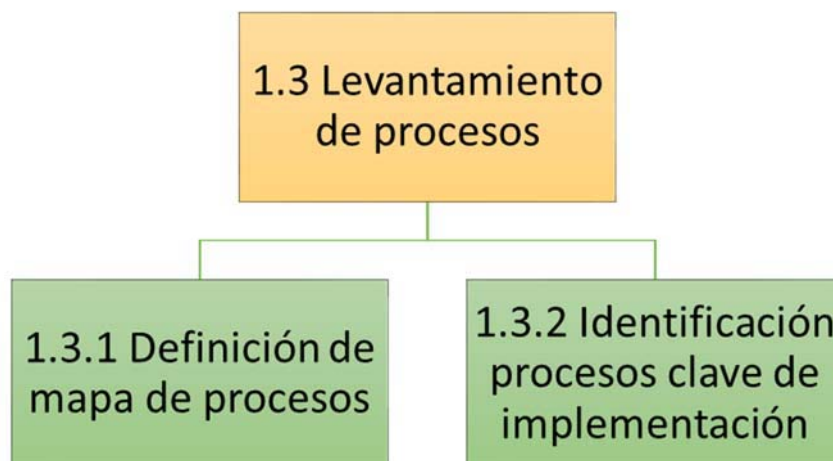 1.3 Levantamiento
de procesos
1.3.1 Definición de
mapa de procesos
1.3.2 Identificación
procesos clave de
implementación